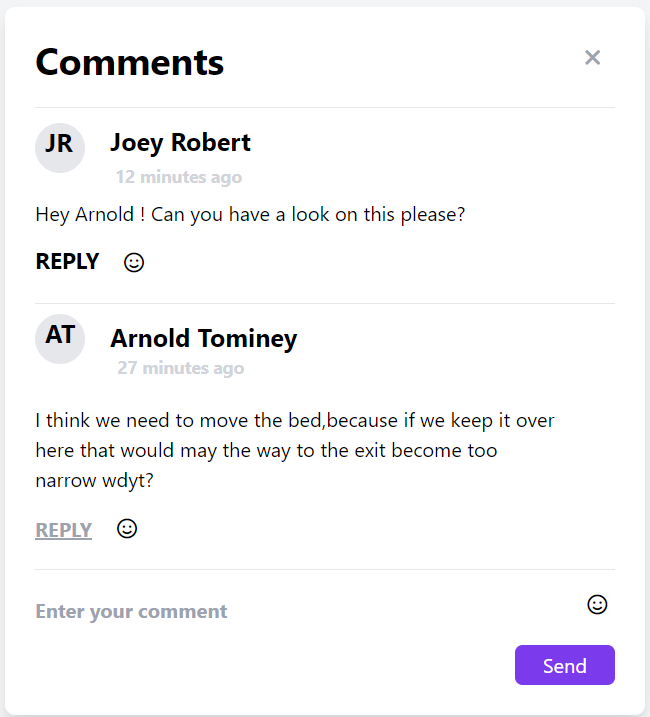 Comments
JR
Joey Robert
12 minutes ago
Hey Arnold ! Can you have a look on this please?
REPLY
AT
Arnold Tominey
27 minutes ago
I think we need to move the bed,because if we keep it over
here that would may the way to the exit become too
narrow wdyt?
REPLY
Enter your comment
Send